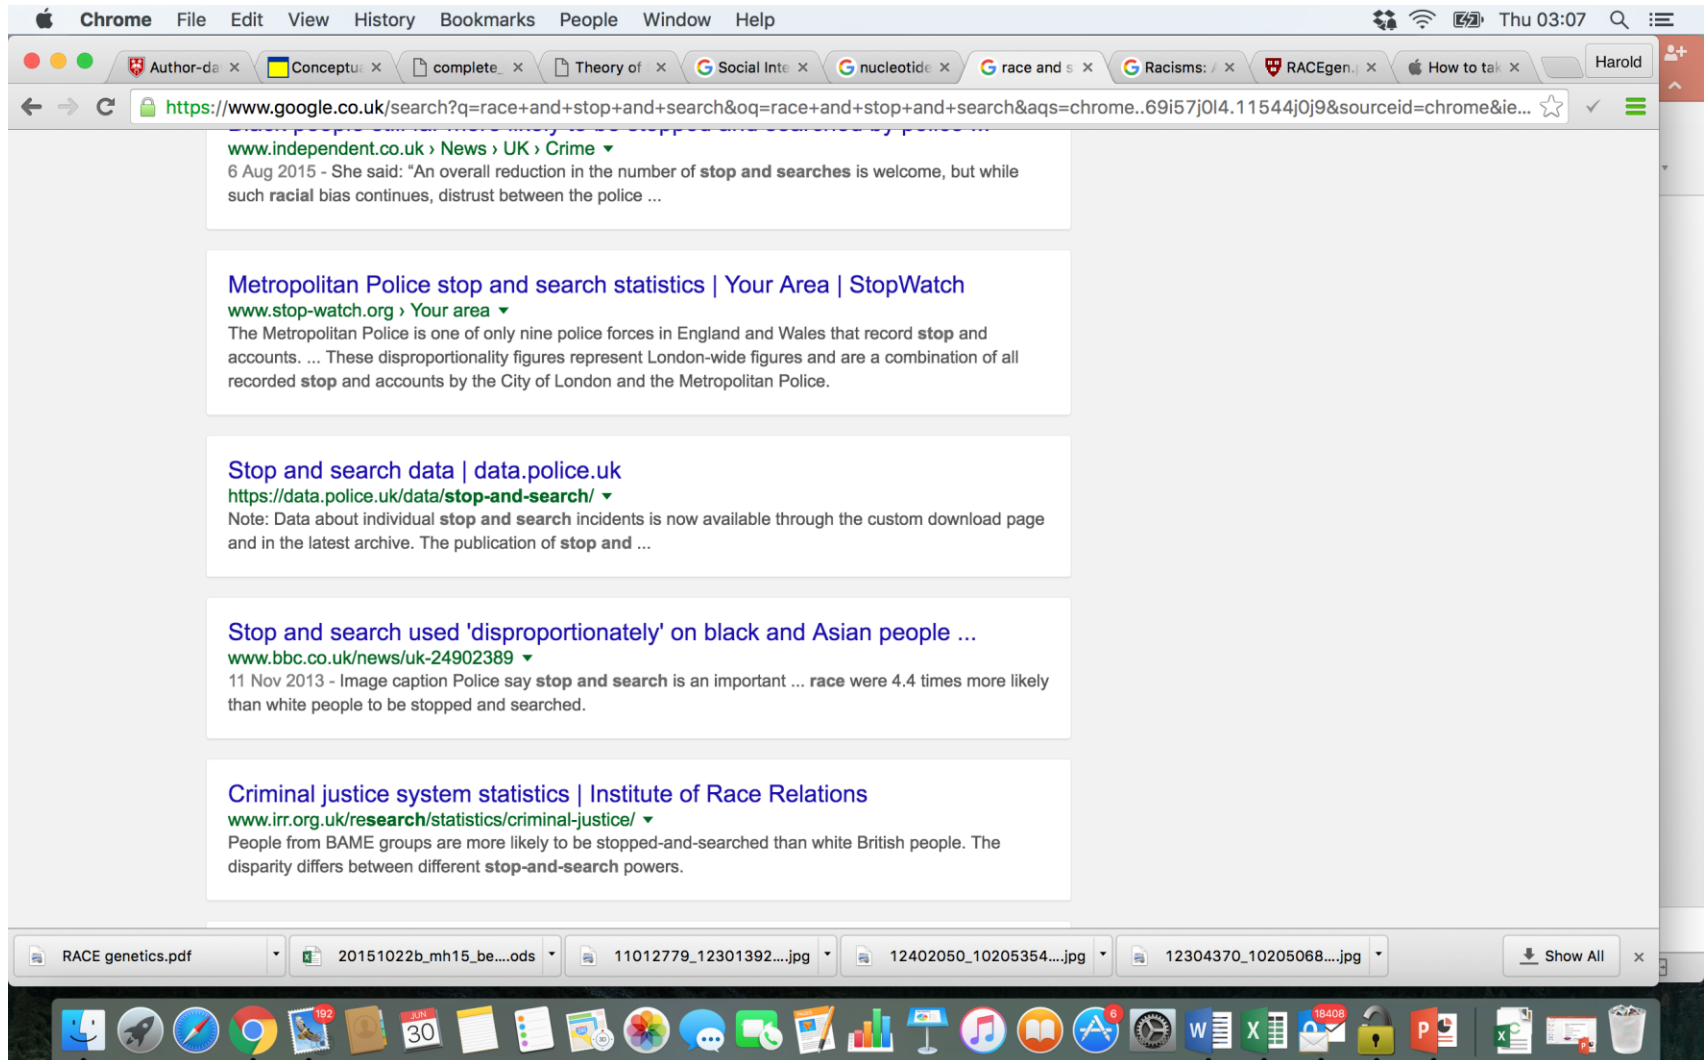 Chrome File Edit View History Bookmarks People Window Help Thu 03:07
Author-da Conceptua complete_ Theory of Social Inte nucleotide race and s Racisms: RACEgen. How to tak Harold
https://www.google.co.uk/search?q=race+and+stop+and+search&oq=race+and+stop+and+search&aqs=chrome..69i57j0l4.11544j0j9&sourceid=chrome&ie...
Black people still far more likely to be stopped and searched by police ...
www.independent.co.uk › News › UK › Crime
6 Aug 2015 - She said: “An overall reduction in the number of stop and searches is welcome, but while
such racial bias continues, distrust between the police ...
Metropolitan Police stop and search statistics | Your Area | StopWatch
www.stop-watch.org › Your area
The Metropolitan Police is one of only nine police forces in England and Wales that record stop and
accounts. ... These disproportionality figures represent London-wide figures and are a combination of all
recorded stop and accounts by the City of London and the Metropolitan Police.
Stop and search data | data.police.uk
https://data.police.uk/data/stop-and-search/
Note: Data about individual stop and search incidents is now available through the custom download page
and in the latest archive. The publication of stop and ...
Stop and search used 'disproportionately' on black and Asian people ...
www.bbc.co.uk/news/uk-24902389
11 Nov 2013 - Image caption Police say stop and search is an important ... race were 4.4 times more likely
than white people to be stopped and searched.
Criminal justice system statistics | Institute of Race Relations
www.irr.org.uk/research/statistics/criminal-justice/
People from BAME groups are more likely to be stopped-and-searched than white British people. The
disparity differs between different stop-and-search powers.
RACE genetics.pdf 20151022b_mh15_be....ods 11012779_12301392....jpg 12402050_10205354....jpg 12304370_10205068....jpg Show All
192 JUN 30 6 18408